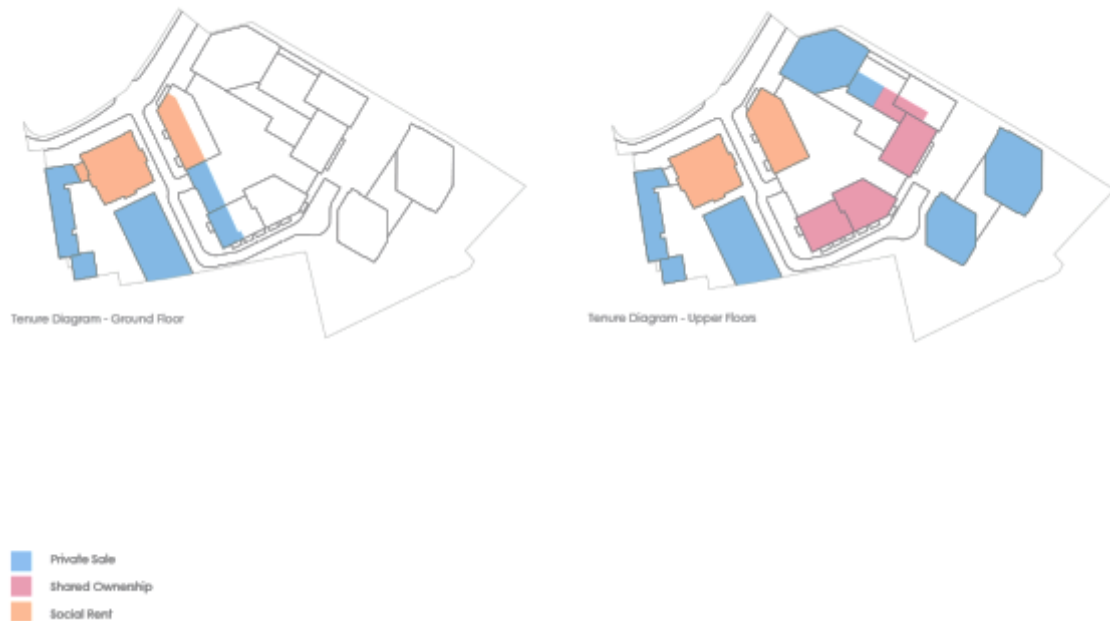 Tenure Diagram - Ground Floor
Tenure Diagram - Upper Floors
Private Sale
Shared Ownership
Social Rent